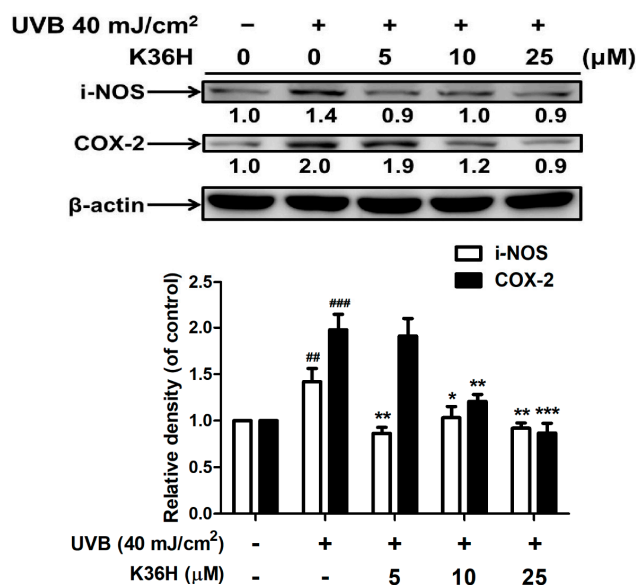 UVB 40 mJ/cm² – + + + +
K36H 0 0 5 10 25 (μM)
i-NOS
1.0 1.4 0.9 1.0 0.9
COX-2
1.0 2.0 1.9 1.2 0.9
β-actin
i-NOS
COX-2
Relative density (of control)
2.5
2.0
1.5
1.0
0.5
0.0
## ### ** * ** ** ***
UVB (40 mJ/cm²) - + + + +
K36H (μM) - - 5 10 25